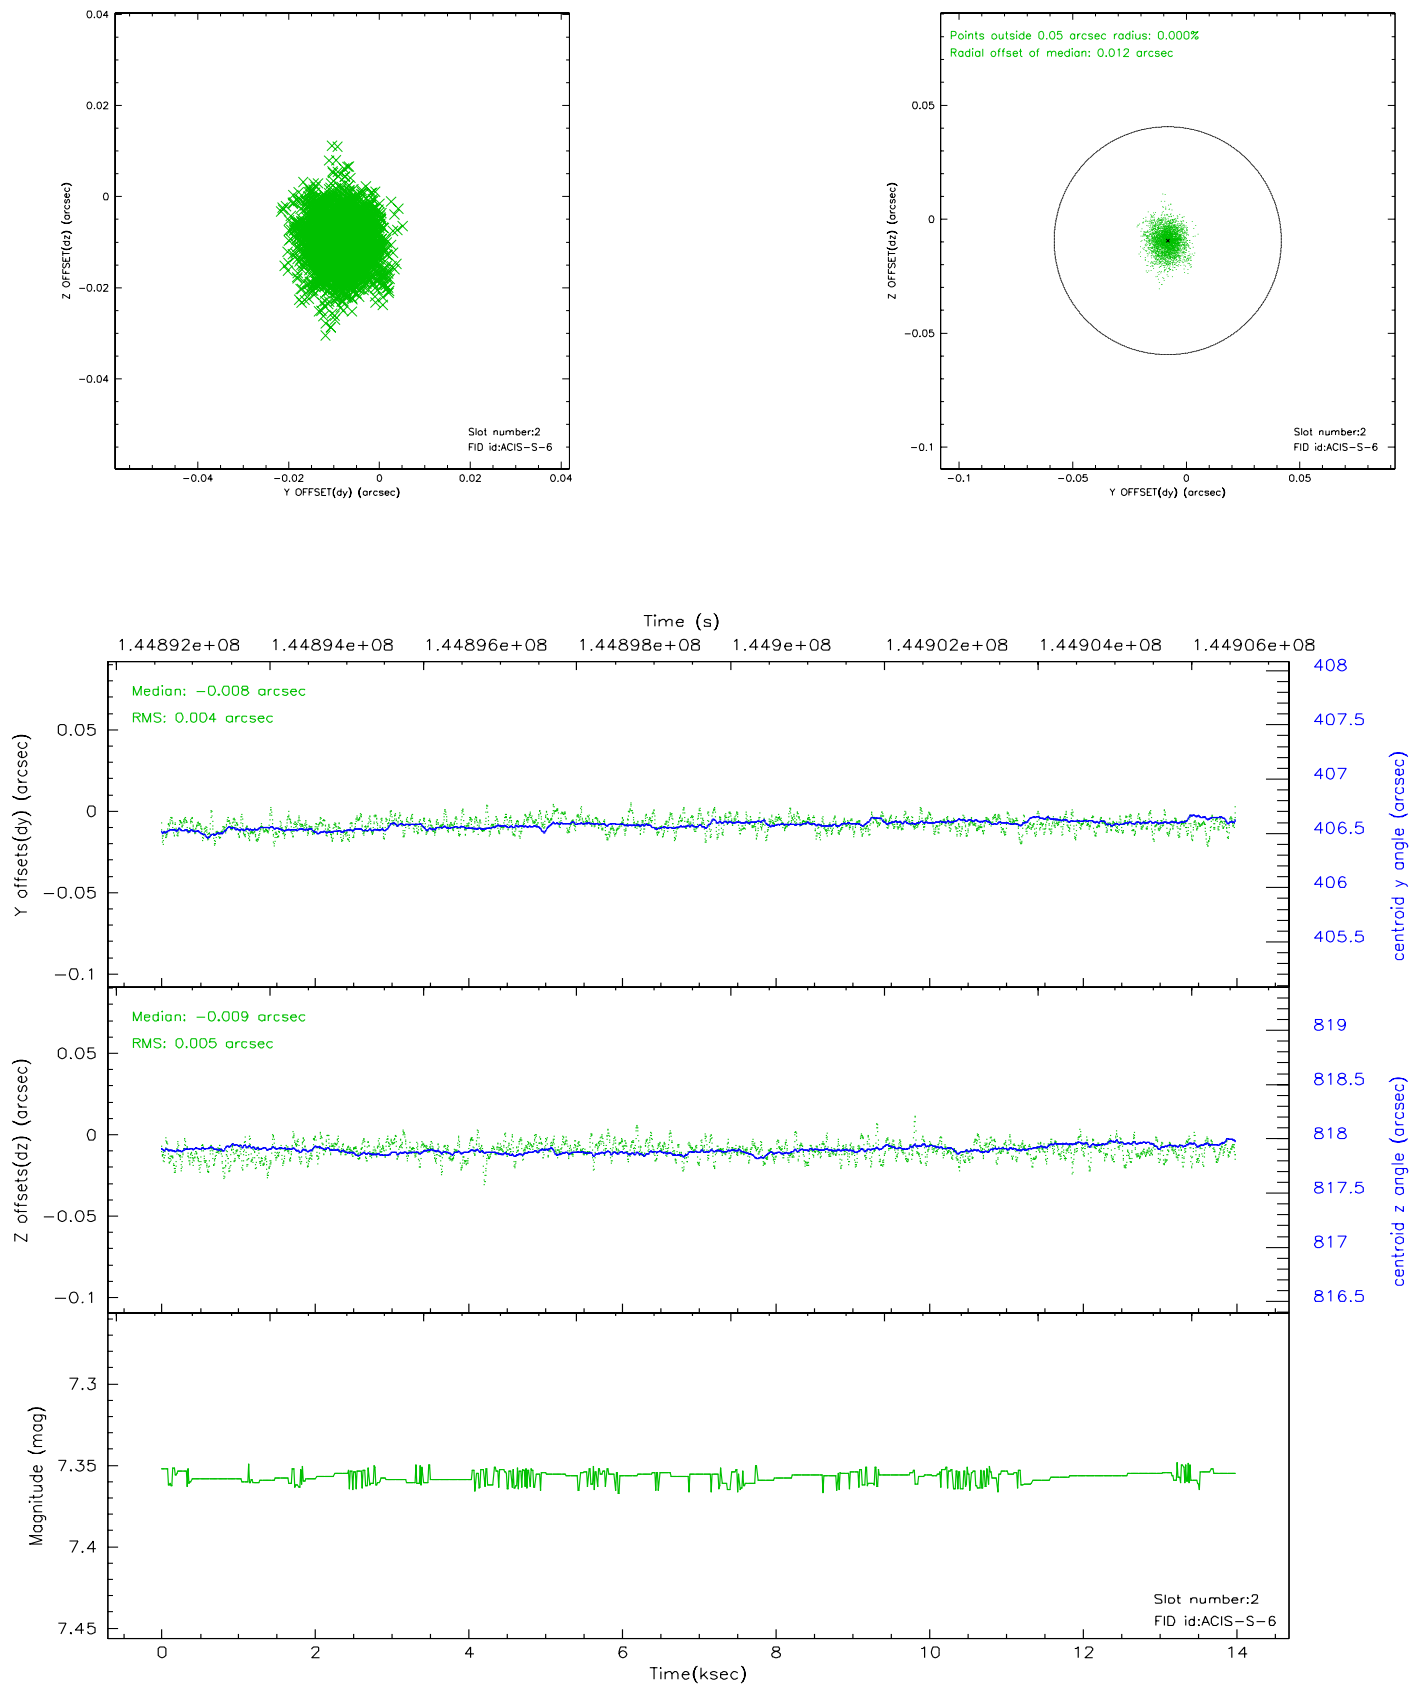 0.04
0.02
0
−0.02
−0.04
Z OFFSET(dz) (arcsec)
Slot number:2
FID id:ACIS−S−6
−0.04
−0.02
0
0.02
0.04
Y OFFSET(dy) (arcsec)
Points outside 0.05 arcsec radius: 0.000%
Radial offset of median: 0.012 arcsec
0.05
0
−0.05
−0.1
Z OFFSET(dz) (arcsec)
Slot number:2
FID id:ACIS−S−6
−0.1
−0.05
0
0.05
Y OFFSET(dy) (arcsec)
Time (s)
1.44892e+08
1.44894e+08
1.44896e+08
1.44898e+08
1.449e+08
1.44902e+08
1.44904e+08
1.44906e+08
Median: −0.008 arcsec
RMS: 0.004 arcsec
0.05
0
−0.05
−0.1
Y offsets(dy) (arcsec)
408
407.5
407
406.5
406
405.5
centroid y angle (arcsec)
Median: −0.009 arcsec
RMS: 0.005 arcsec
0.05
0
−0.05
−0.1
Z offsets(dz) (arcsec)
819
818.5
818
817.5
817
816.5
centroid z angle (arcsec)
7.3
7.35
7.4
7.45
Magnitude (mag)
Slot number:2
FID id:ACIS−S−6
0
2
4
6
8
10
12
14
Time(ksec)